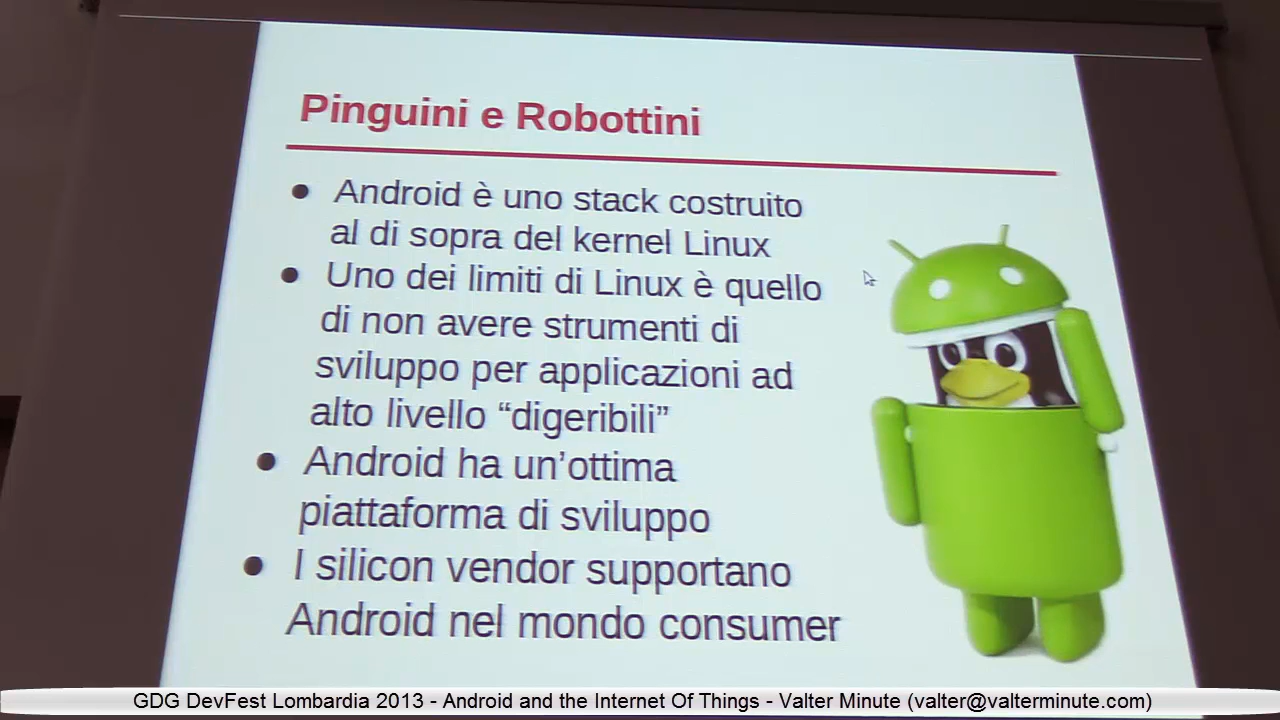 Pinguini e Robottini
● Android è uno stack costruito
al di sopra del kernel Linux
● Uno dei limiti di Linux è quello
di non avere strumenti di
sviluppo per applicazioni ad
alto livello “digeribili”
● Android ha un’ottima
piattaforma di sviluppo
● I silicon vendor supportano
Android nel mondo consumer
GDG DevFest Lombardia 2013 - Android and the Internet Of Things - Valter Minute (valter@valterminute.com)